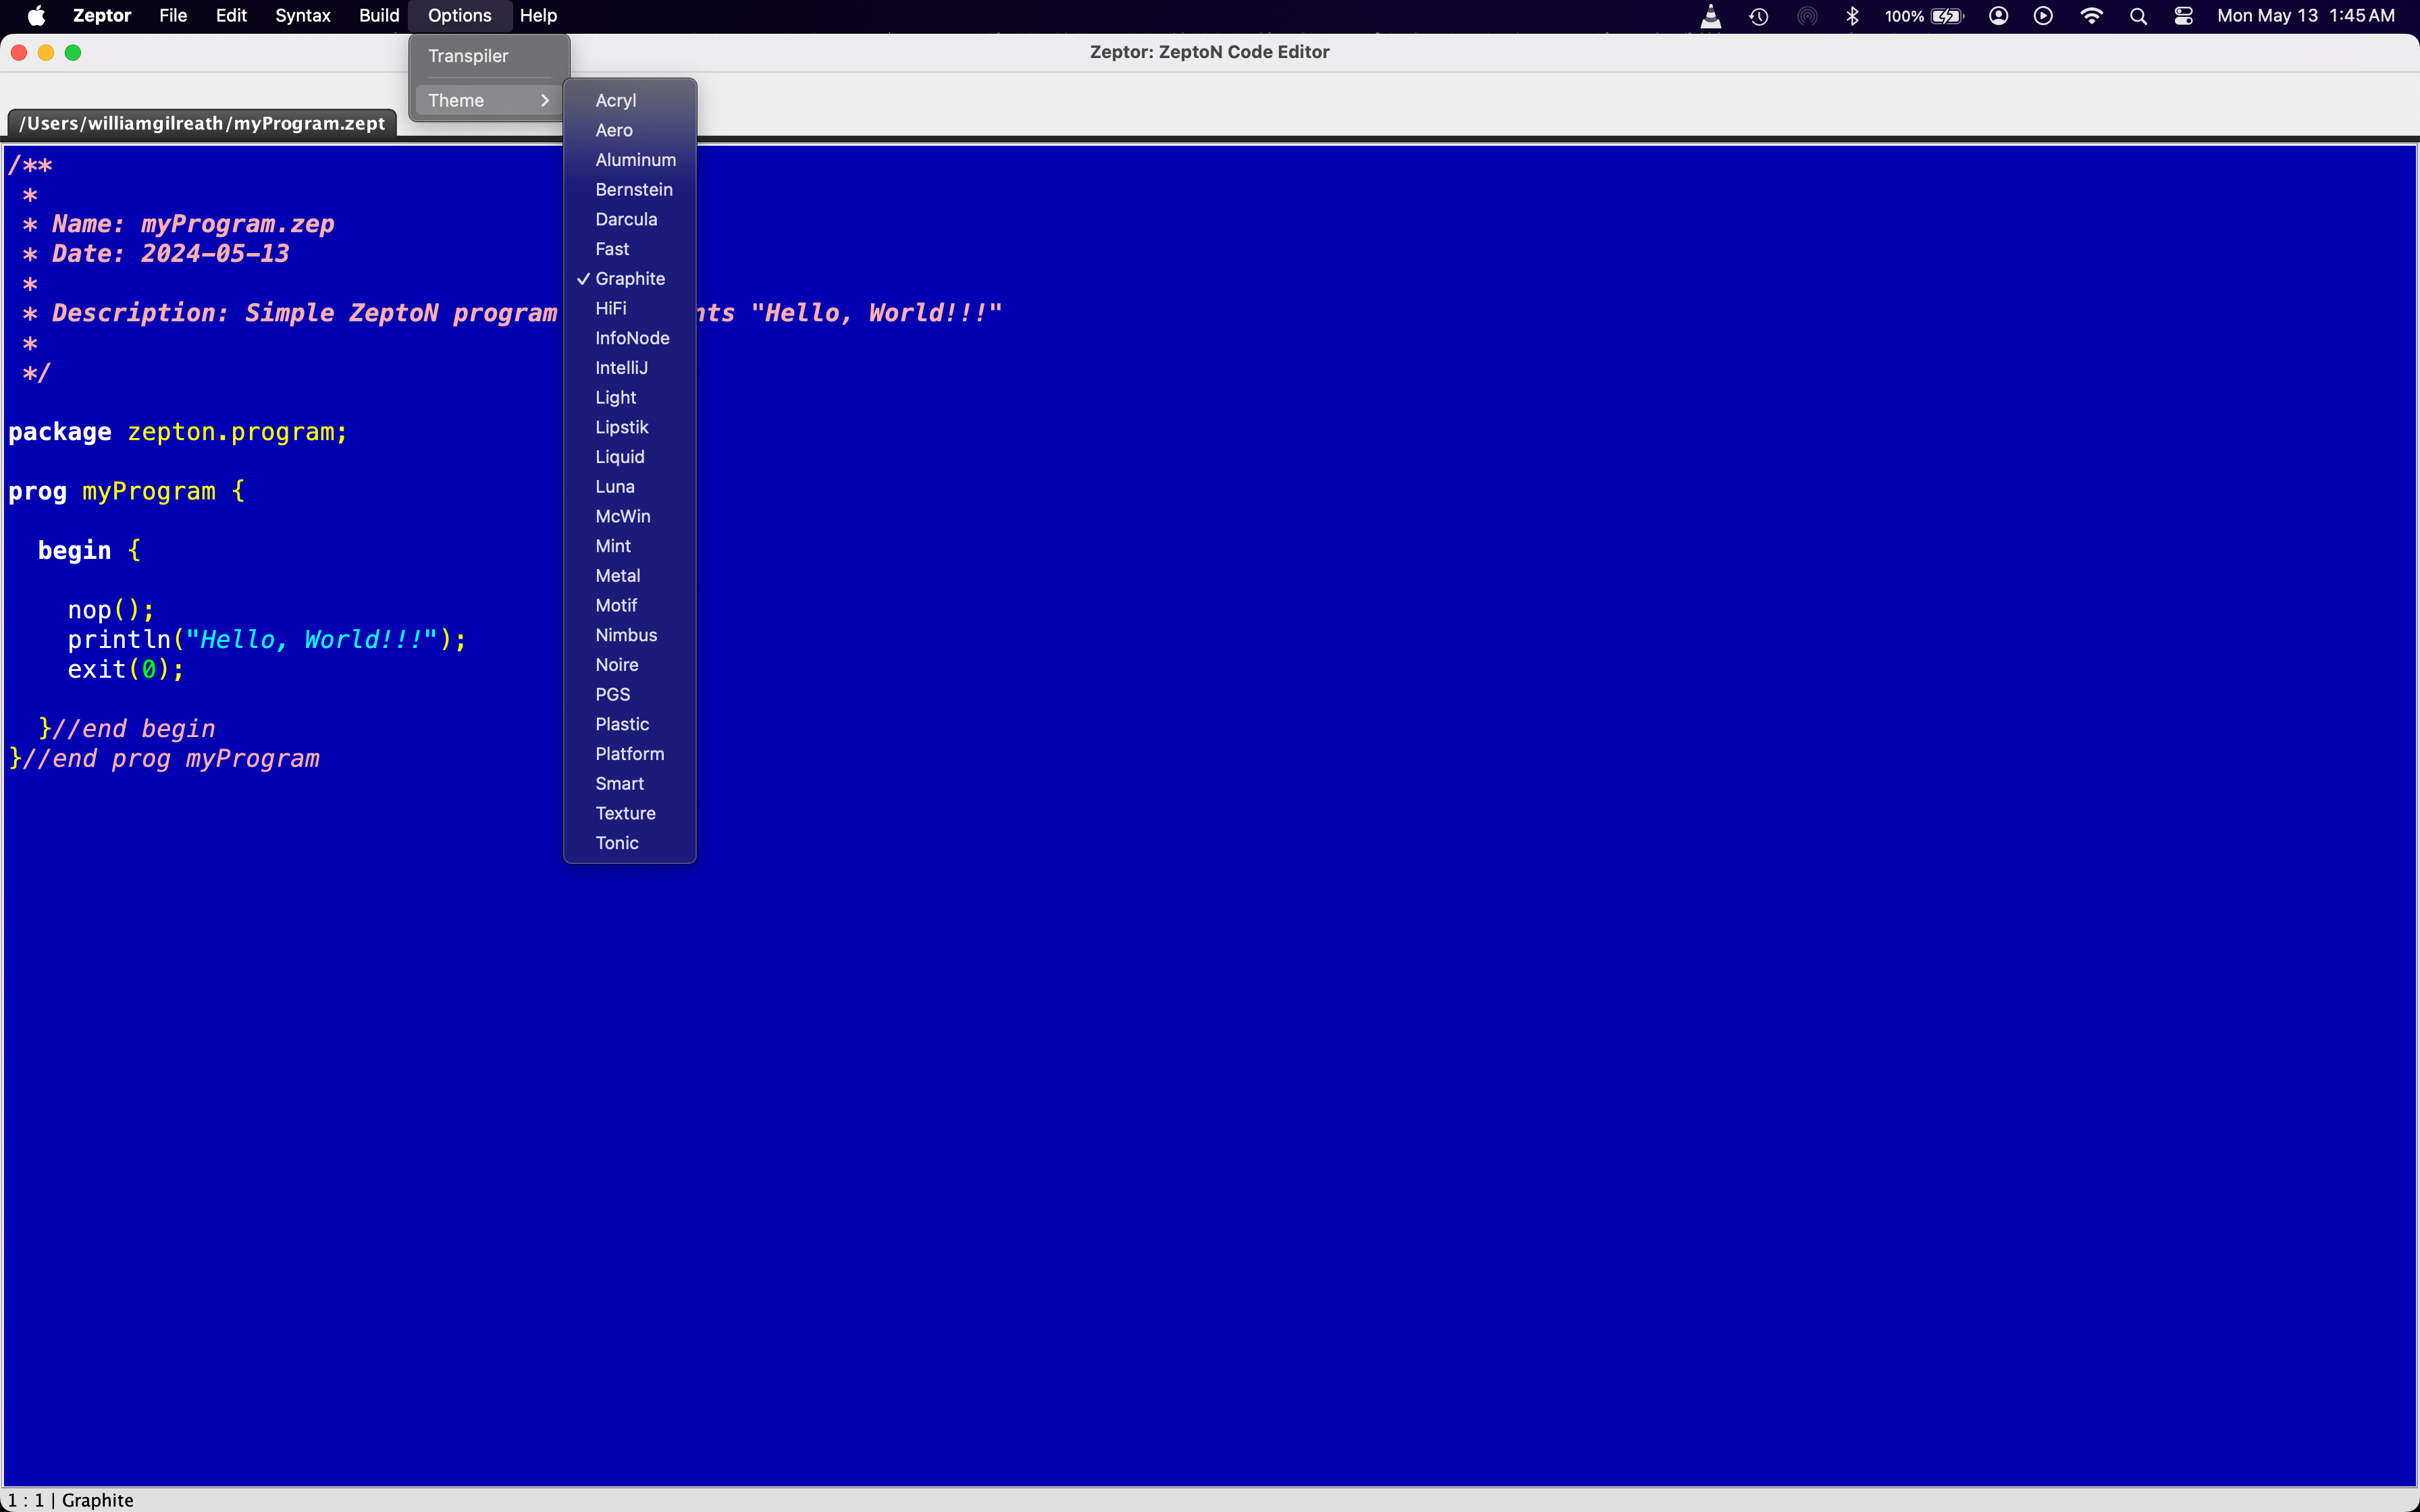 Zeptor File Edit Syntax Build Options Help 100% Mon May 13 1:45 AM
Zeptor: ZeptoN Code Editor
Transpiler
Theme
/Users/williamgilreath/myProgram.zept
Acryl
Aero
Aluminum
Bernstein
Darcula
Fast
✓ Graphite
HiFi
InfoNode
IntelliJ
Light
Lipstik
Liquid
Luna
McWin
Mint
Metal
Motif
Nimbus
Noire
PGS
Plastic
Platform
Smart
Texture
Tonic
/**
 *
 * Name: myProgram.zep
 * Date: 2024-05-13
 *
 * Description: Simple ZeptoN program nts "Hello, World!!!"
 *
 */
package zepton.program;
prog myProgram {
  begin {
    nop();
    println("Hello, World!!!");
    exit(0);
  }//end begin
}//end prog myProgram
1 : 1 | Graphite